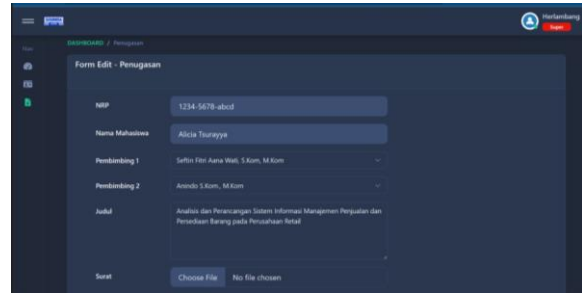 Herlambang
Super
DASHBOARD / Penugasan
Form Edit - Penugasan
NRP
1234-5678-abcd
Nama Mahasiswa
Alicia Tsurayya
Pembimbing 1
Seftin Fitri Aana Wati, S.Kom, M.Kom
Pembimbing 2
Anindo S.Kom., M.Kom
Judul
Analisis dan Perancangan Sistem Informasi Manajemen Penjualan dan
Persediaan Barang pada Perusahaan Retail
Surat
Choose File No file chosen